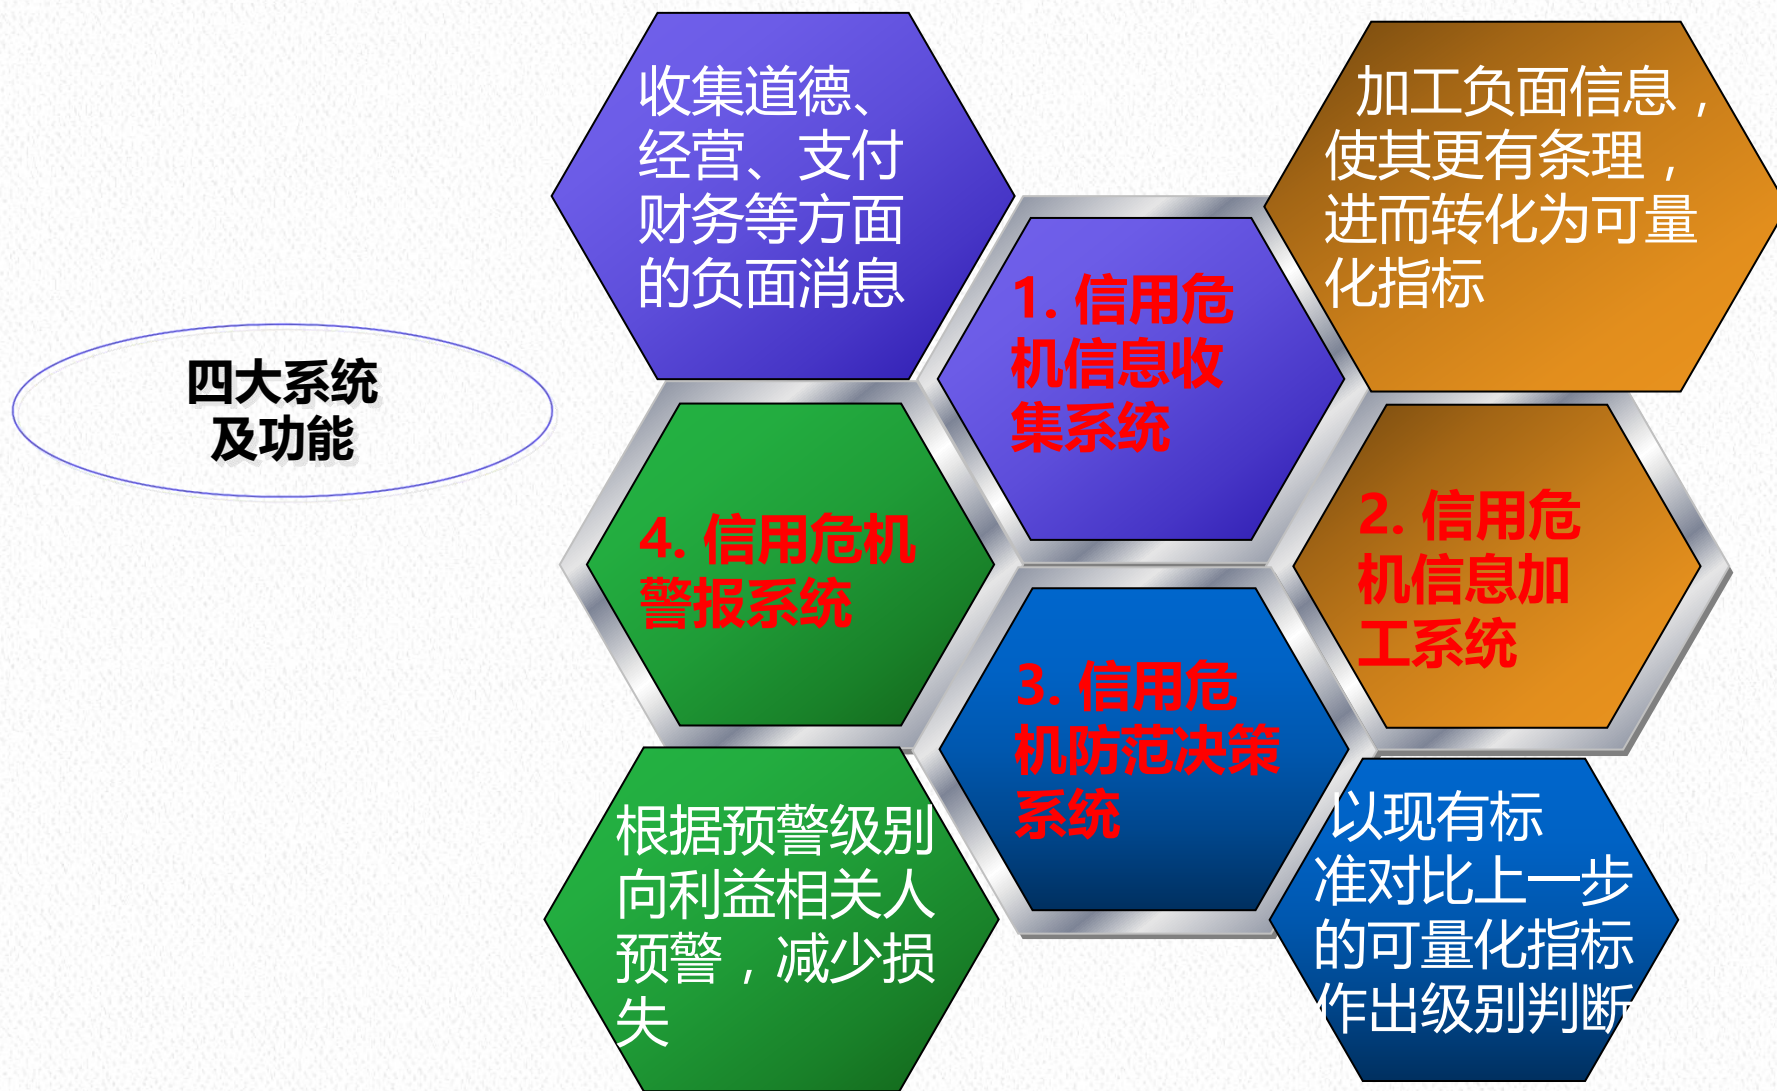 四大系统
及功能
收集道德、
经营、支付
财务等方面
的负面消息
1. 信用危
机信息收
集系统
加工负面信息，
使其更有条理，
进而转化为可量
化指标
2. 信用危
机信息加
工系统
3. 信用危
机防范决策
系统
以现有标
准对比上一步
的可量化指标
作出级别判断
4. 信用危机
警报系统
根据预警级别
向利益相关人
预警，减少损
失